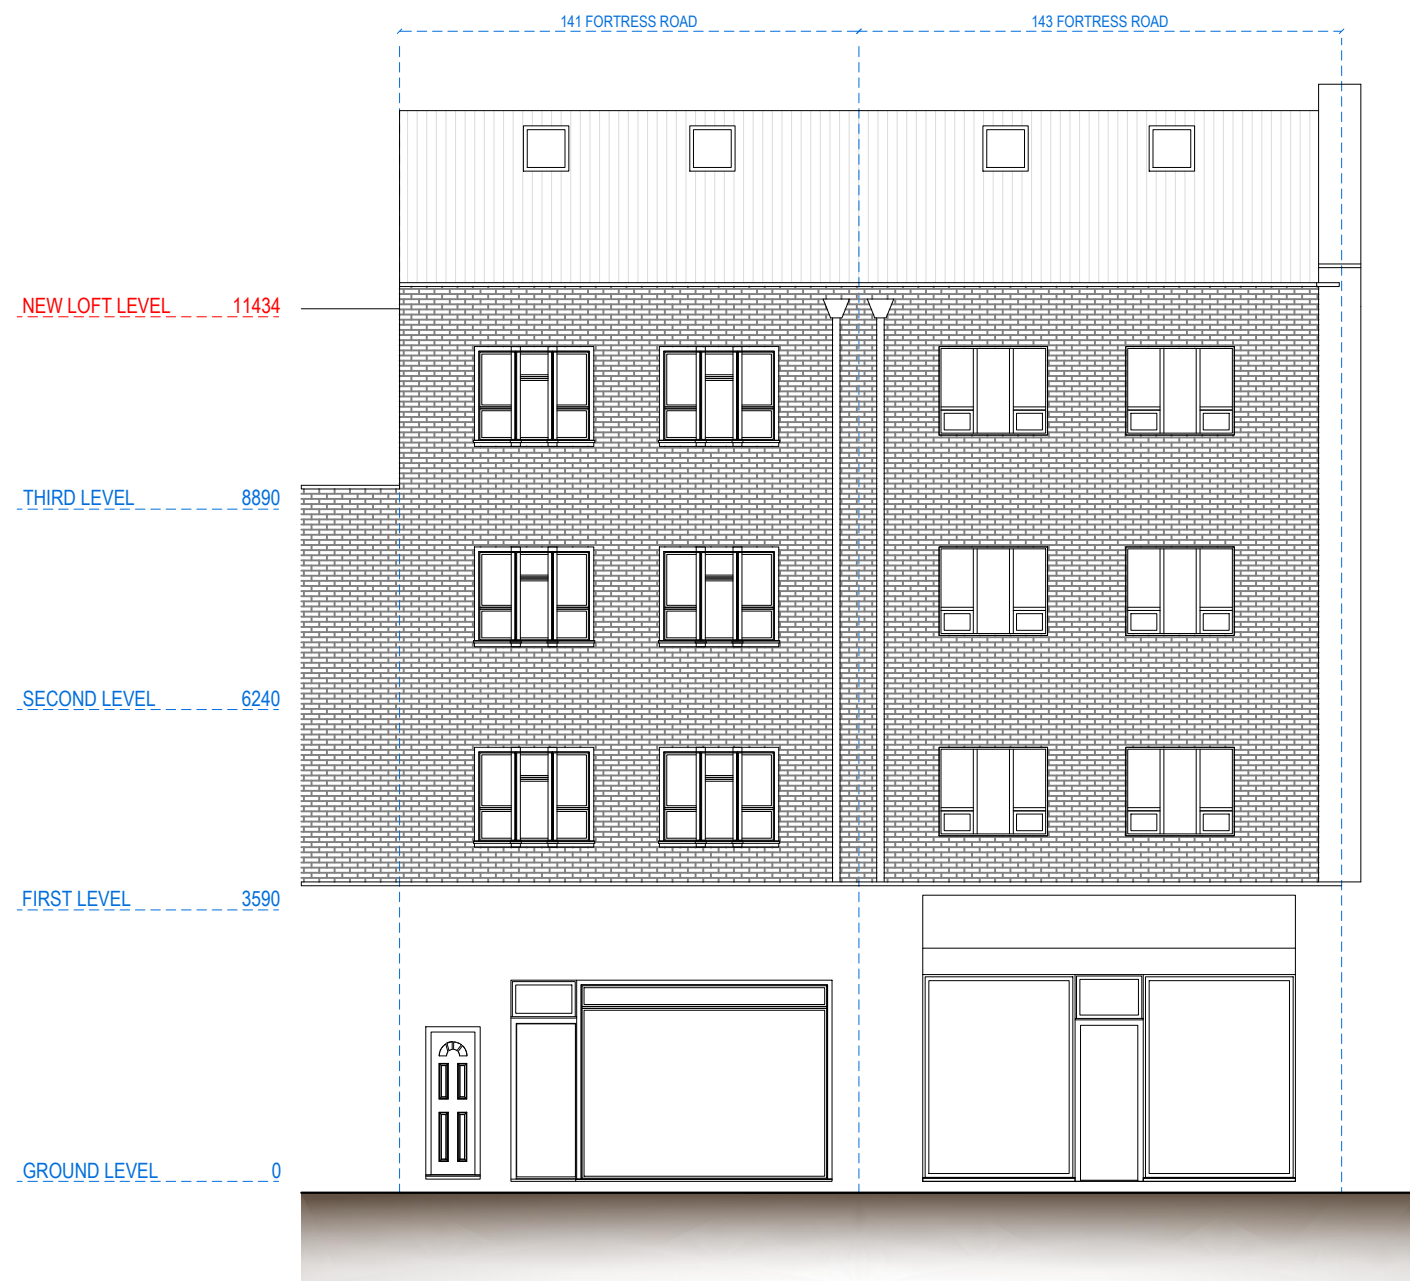 141 FORTRESS ROAD
143 FORTRESS ROAD
NEW LOFT LEVEL 11434
THIRD LEVEL 8890
SECOND LEVEL 6240
FIRST LEVEL 3590
GROUND LEVEL 0